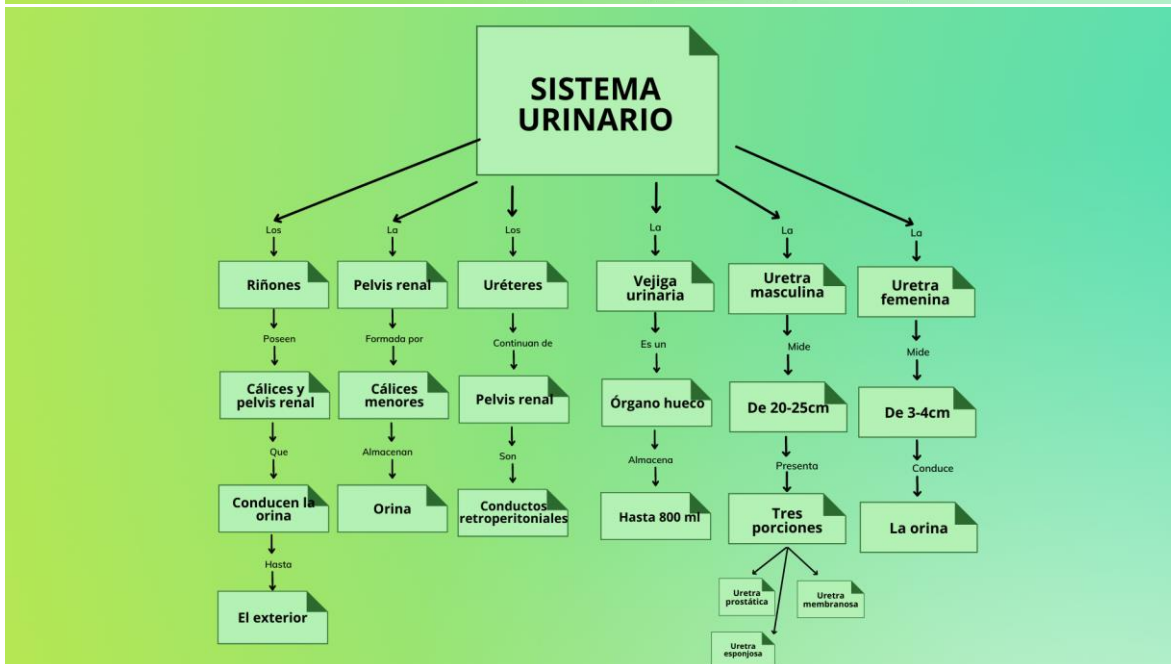 SISTEMA
URINARIO
Los
Riñones
Poseen
Cálices y
pelvis renal
Que
Conducen la
orina
Hasta
El exterior
La
Pelvis renal
Formada por
Cálices
menores
Almacenan
Orina
Los
Uréteres
Continuan de
Pelvis renal
Son
Conductos
retroperitoniales
La
Vejiga
urinaria
Es un
Órgano hueco
Almacena
Hasta 800 ml
La
Uretra
masculina
Mide
De 20-25cm
Presenta
Tres
porciones
Uretra
prostática
Uretra
membranosa
Uretra
esponjosa
La
Uretra
femenina
Mide
De 3-4cm
Conduce
La orina